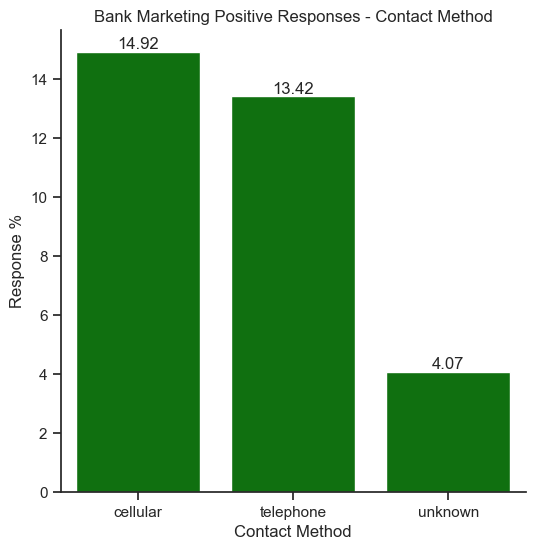 Bank Marketing Positive Responses - Contact Method
14.92
13.42
4.07
14
12
10
8
6
4
2
0
Response %
cellular
telephone
unknown
Contact Method